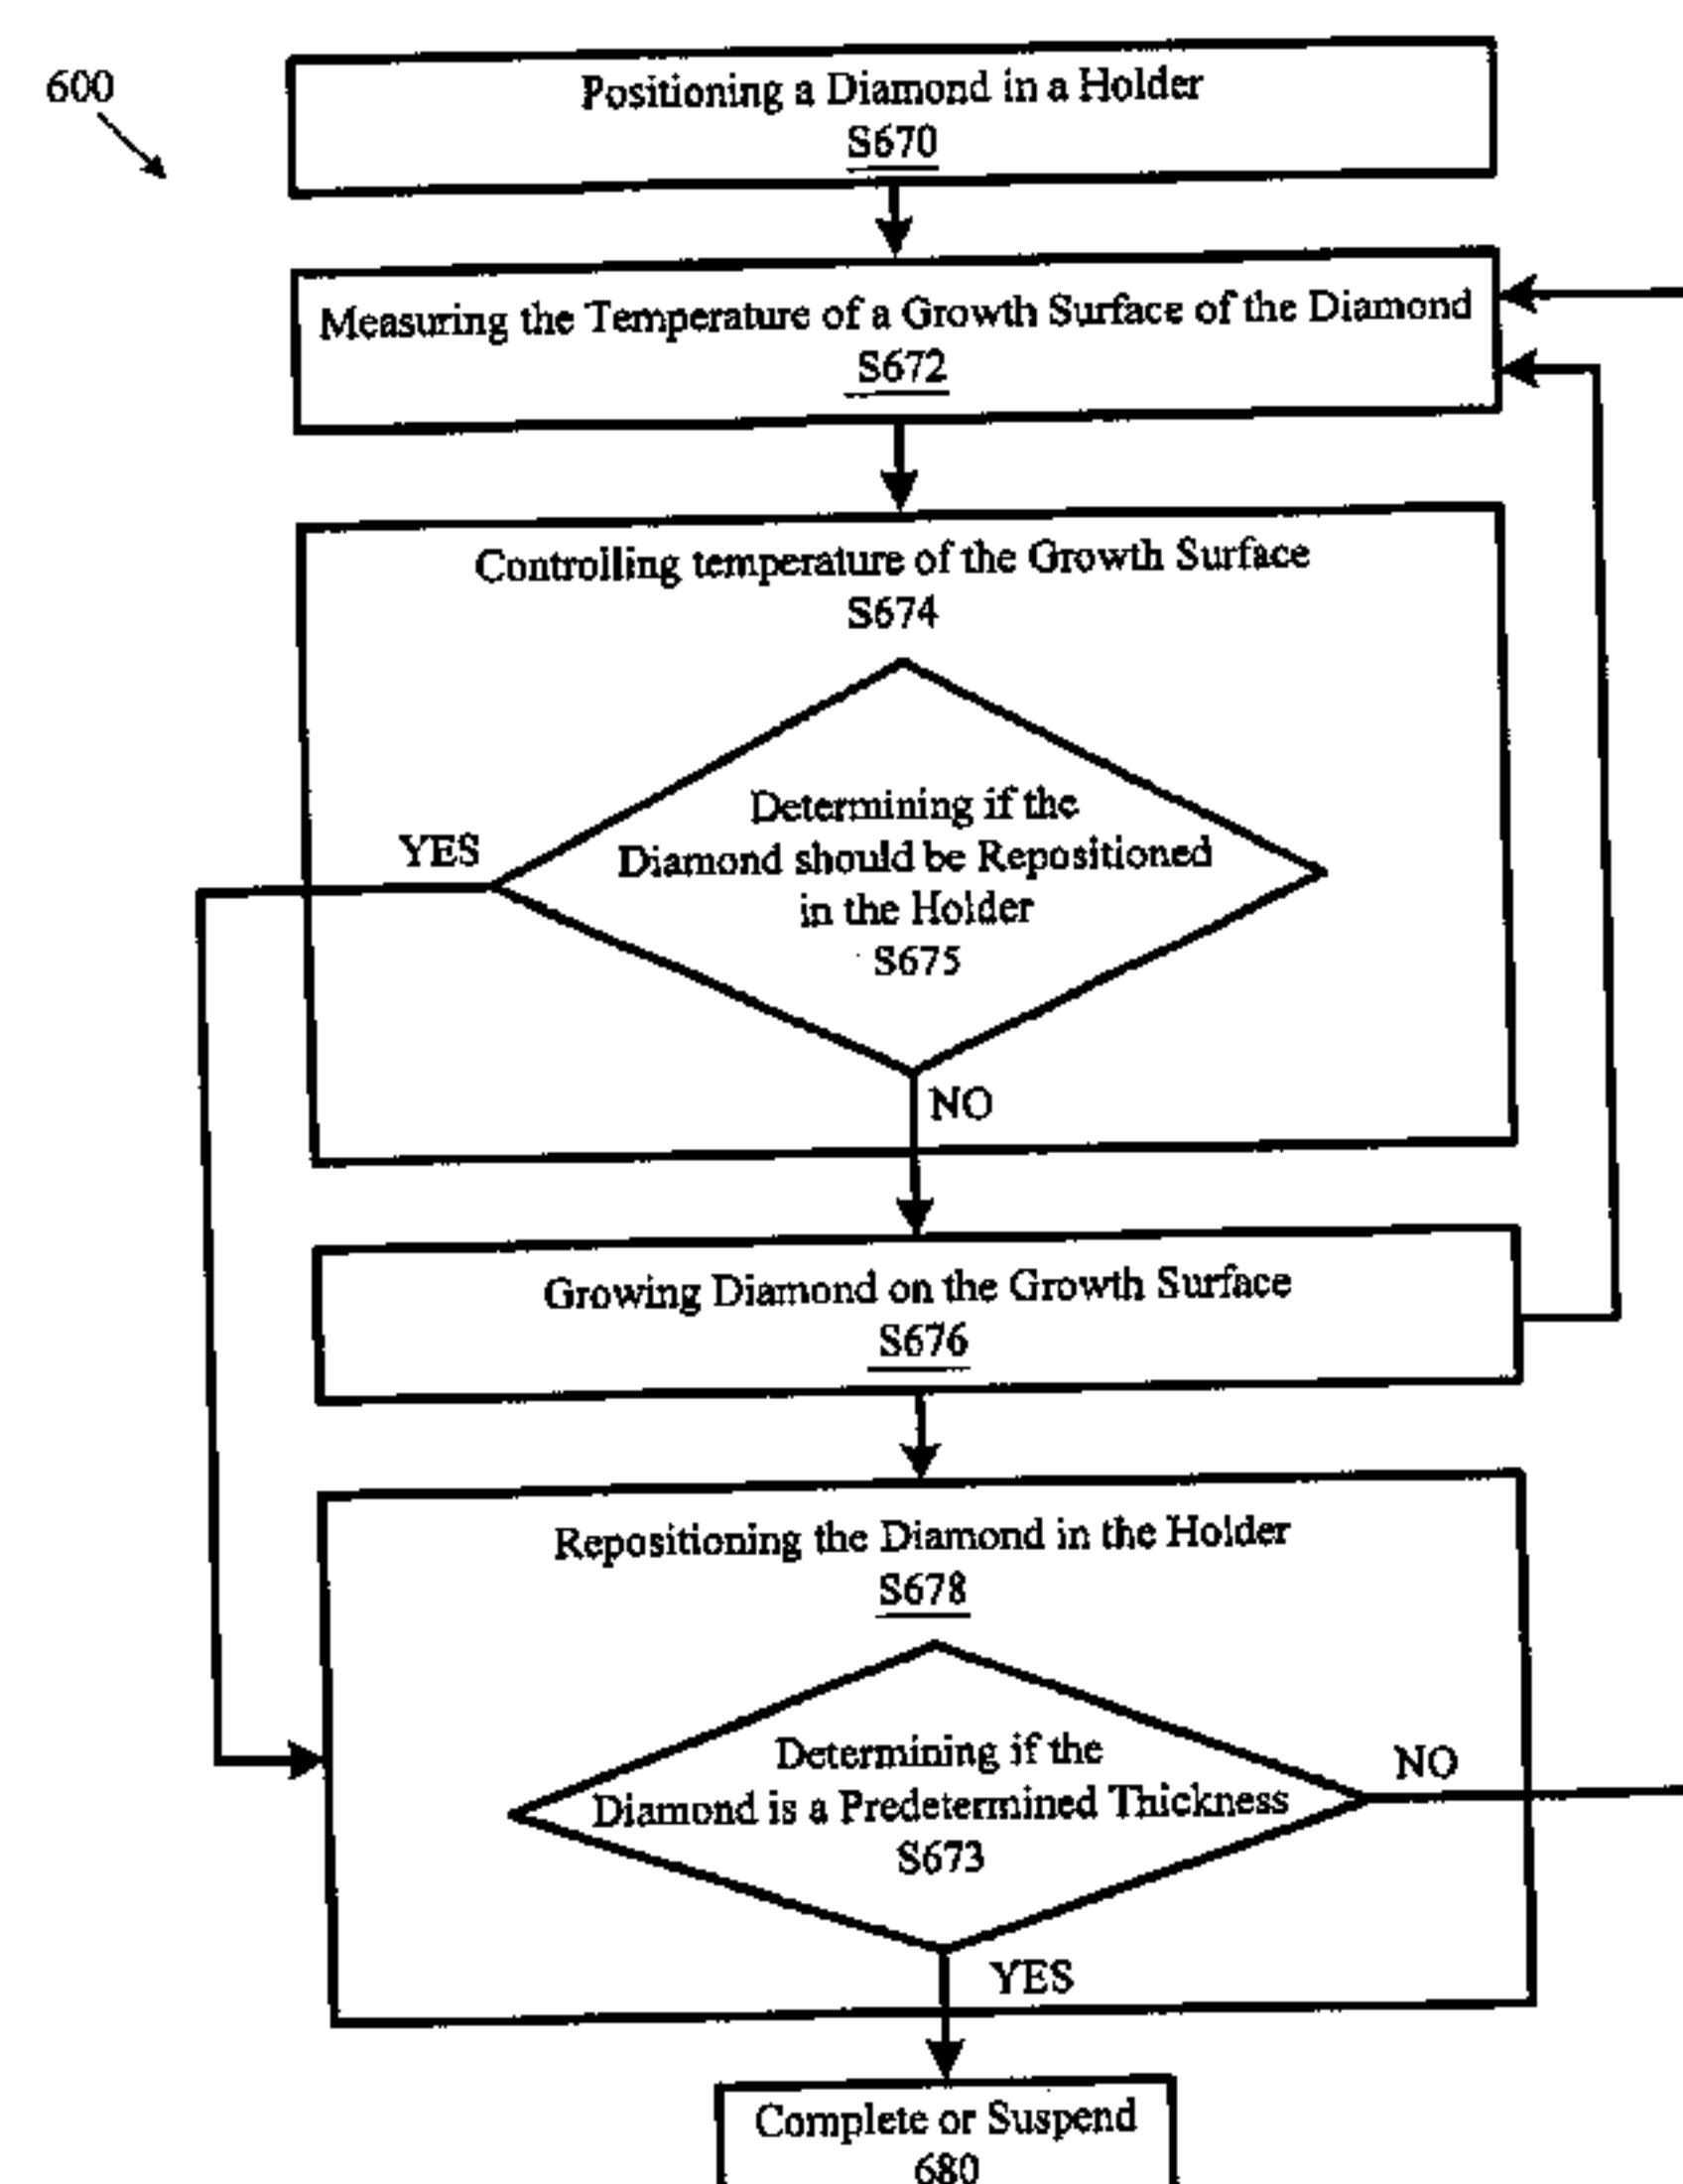 600
Positioning a Diamond in a Holder
S670
Measuring the Temperature of a Growth Surface of the Diamond
S672
Controlling temperature of the Growth Surface
S674
Determining if the
Diamond should be Repositioned
in the Holder
S675
YES
NO
Growing Diamond on the Growth Surface
S676
Repositioning the Diamond in the Holder
S678
Determining if the
Diamond is a Predetermined Thickness
S673
NO
YES
Complete or Suspend
680